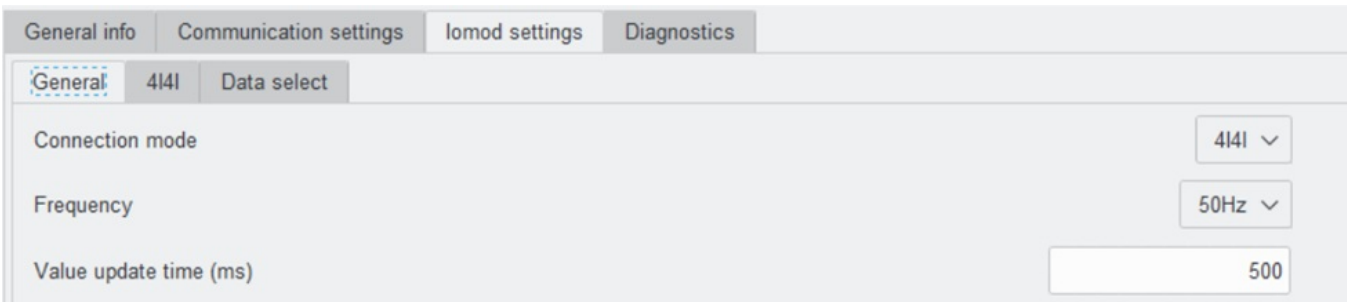 General info Communication settings Iomod settings Diagnostics
General 4I4I Data select
Connection mode 4I4I
Frequency 50Hz
Value update time (ms) 500